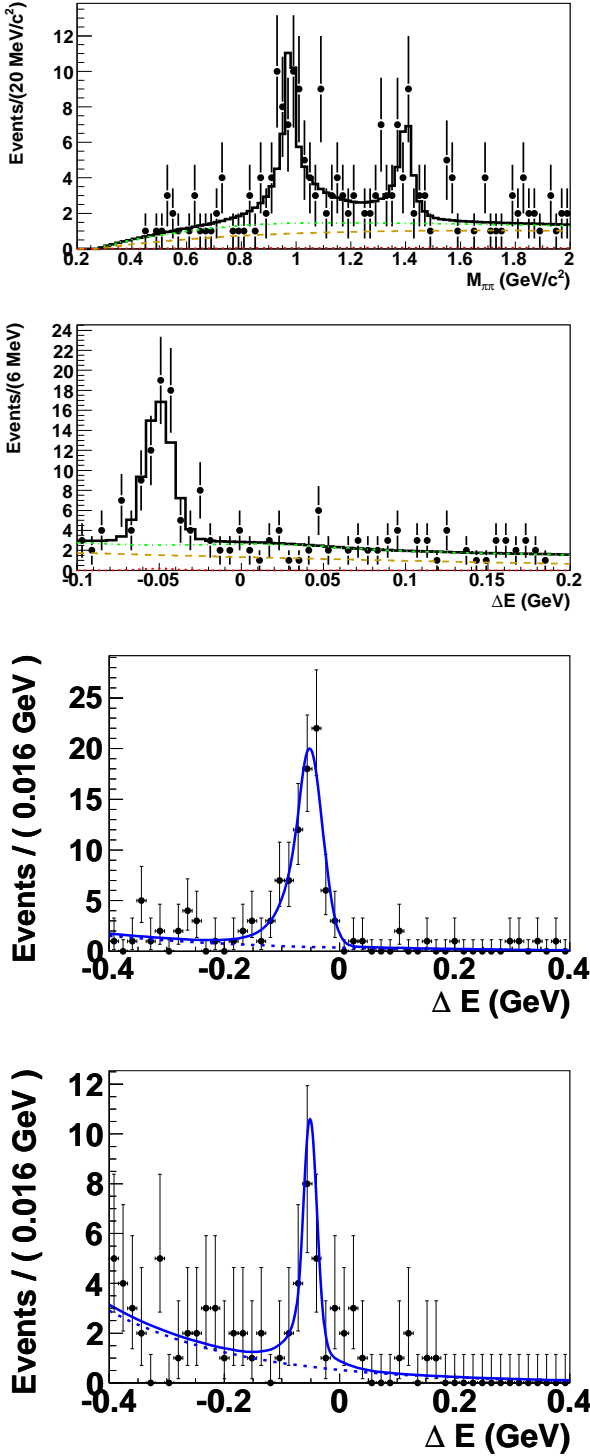 Events/(20 MeV/c²)
12
10
8
6
4
2
0
0.2 0.4 0.6 0.8 1 1.2 1.4 1.6 1.8 2
M_ππ (GeV/c²)
Events/(6 MeV)
24
22
20
18
16
14
12
10
8
6
4
2
0
-0.1 -0.05 0 0.05 0.1 0.15 0.2
ΔE (GeV)
Events / ( 0.016 GeV )
25
20
15
10
5
0
-0.4 -0.2 0 0.2 0.4
Δ E (GeV)
Events / ( 0.016 GeV )
12
10
8
6
4
2
0
-0.4 -0.2 0 0.2 0.4
Δ E (GeV)